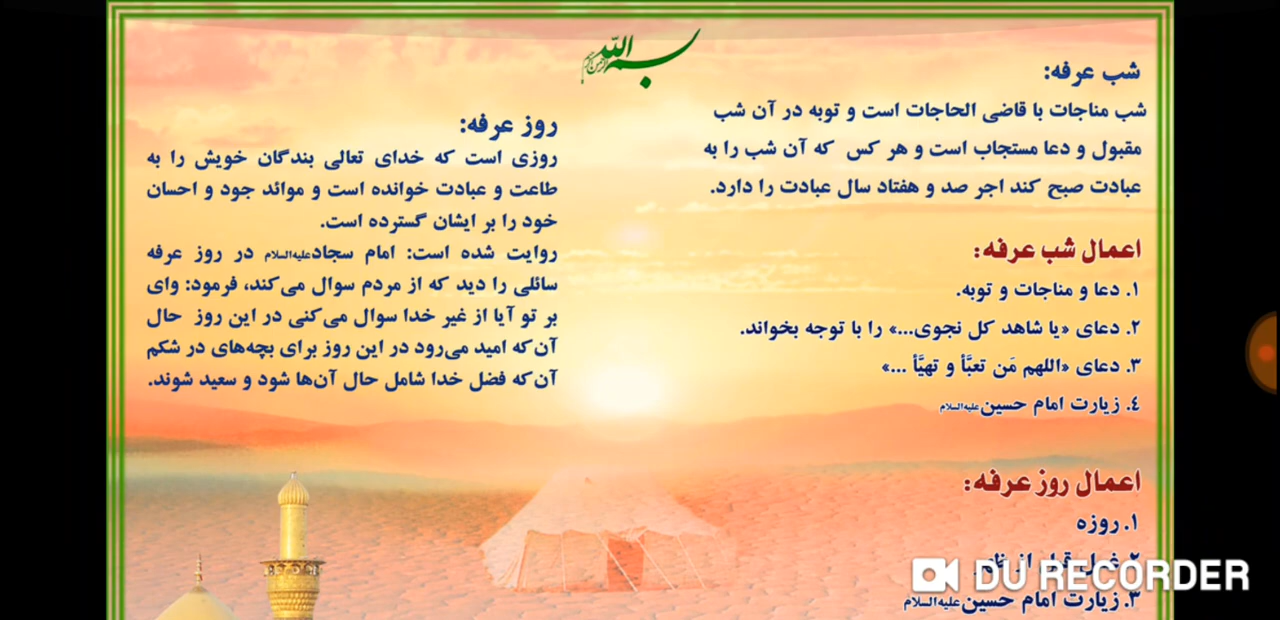 بسم الله الرحمن الرحیم
شب عرفه:
شب مناجات با قاضی الحاجات است و توبه در آن شب
مقبول و دعا مستجاب است و هر کس که آن شب را به
عبادت صبح کند اجر صد و هفتاد سال عبادت را دارد.
اعمال شب عرفه:
۱. دعا و مناجات و توبه.
۲. دعای «یا شاهد کل نجوی...» را با توجه بخواند.
۳. دعای «اللهم مَن تعبَّأ و تهیَّأ ...»
٤. زیارت امام حسین علیه‌السلام
اعمال روز عرفه:
۱. روزه
۲. غسل قبل از ظهر
۳. زیارت امام حسین علیه‌السلام
روز عرفه:
روزی است که خدای تعالی بندگان خویش را به
طاعت و عبادت خوانده است و موائد جود و احسان
خود را بر ایشان گسترده است.
روایت شده است: امام سجاد علیه‌السلام در روز عرفه
سائلی را دید که از مردم سوال می‌کند، فرمود: وای
بر تو آیا از غیر خدا سوال می‌کنی در این روز حال
آن‌که امید می‌رود در این روز برای بچه‌های در شکم
آن‌که فضل خدا شامل حال آن‌ها شود و سعید شوند.
DU RECORDER